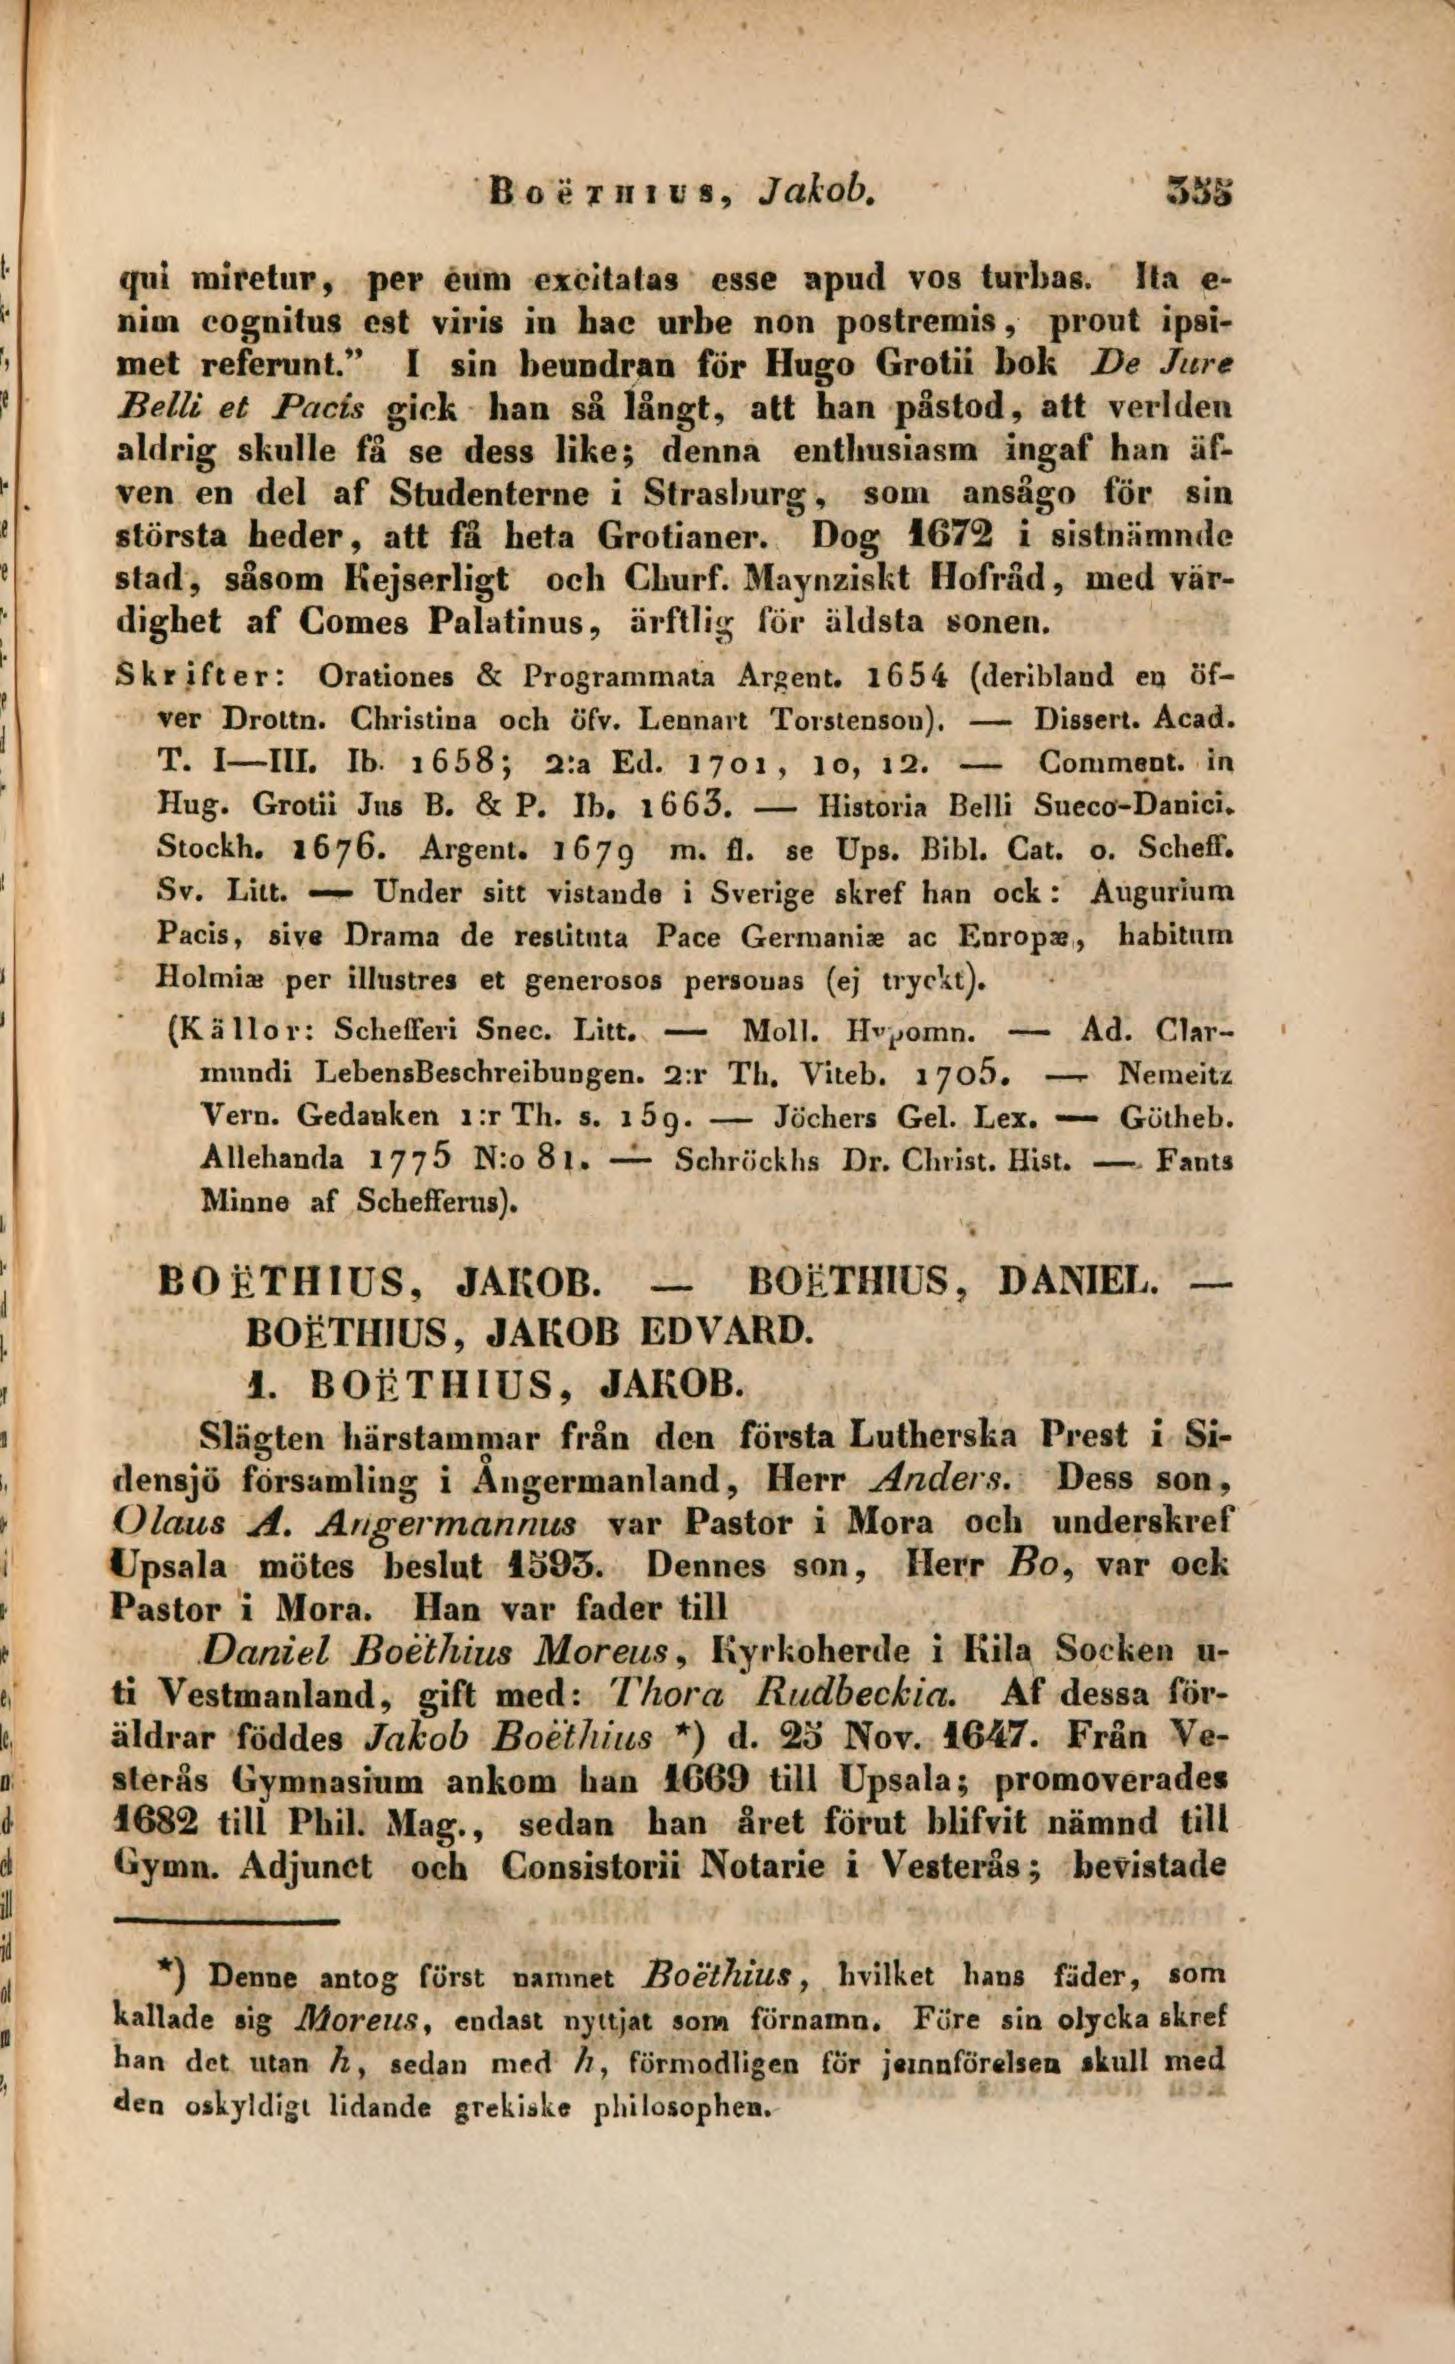 Boëthius, Jakob. 355
qui miretur, per eum excitatas esse apud vos turbas. Ita e-
nim cognitus est viris in hac urbe non postremis, prout ipsi-
met referunt.” I sin beundran för Hugo Grotii bok De Jure
Belli et Pacis gick han så långt, att han påstod, att verlden
aldrig skulle få se dess like; denna enthusiasm ingaf han äf-
ven en del af Studenterne i Strasburg, som ansågo för sin
största heder, att få heta Grotianer. Dog 1672 i sistnämnde
stad, såsom Kejserligt och Churf. Maynziskt Hofråd, med vär-
dighet af Comes Palatinus, ärftlig för äldsta sonen.
Skrifter: Orationes & Programmata Argent. 1654 (deribland en öf-
ver Drottn. Christina och öfv. Lennart Torstenson). — Dissert. Acad.
T. I—III. Ib. 1658; 2:a Ed. 1701, 10, 12. — Comment. in
Hug. Grotii Jus B. & P. Ib. 1663. — Historia Belli Sueco-Danici.
Stockh. 1676. Argent. 1679 m. fl. se Ups. Bibl. Cat. o. Scheff.
Sv. Litt. — Under sitt vistande i Sverige skref han ock: Augurium
Pacis, sive Drama de restituta Pace Germaniæ ac Europæ, habitum
Holmiæ per illustres et generosos personas (ej tryckt).
(Källor: Schefferi Snec. Litt. — Moll. Hypomn. — Ad. Clar-
mundi LebensBeschreibungen. 2:r Th. Viteb. 1705. — Nemeitz
Vern. Gedanken 1:r Th. s. 159. — Jöchers Gel. Lex. — Götheb.
Allehanda 1775 N:o 81. — Schröckhs Dr. Christ. Hist. — Fants
Minne af Schefferus).
BOËTHIUS, JAKOB. — BOËTHIUS, DANIEL. —
BOËTHIUS, JAKOB EDVARD.
1. BOËTHIUS, JAKOB.
Slägten härstammar från den första Lutherska Prest i Si-
densjö församling i Ångermanland, Herr Anders. Dess son,
Olaus A. Angermannus var Pastor i Mora och underskref
Upsala mötes beslut 1593. Dennes son, Herr Bo, var ock
Pastor i Mora. Han var fader till
Daniel Boëthius Moreus, Kyrkoherde i Kila Socken u-
ti Vestmanland, gift med: Thora Rudbeckia. Af dessa för-
äldrar föddes Jakob Boëthius *) d. 25 Nov. 1647. Från Ve-
sterås Gymnasium ankom han 1669 till Upsala; promoverades
1682 till Phil. Mag., sedan han året förut blifvit nämnd till
Gymn. Adjunct och Consistorii Notarie i Vesterås; bevistade
*) Denne antog först namnet Boëthius, hvilket hans fäder, som
kallade sig Moreus, endast nyttjat som förnamn. Före sin olycka skref
han det utan h, sedan med h, förmodligen för jemnförelsen skull med
den oskyldigt lidande grekiske philosophen.